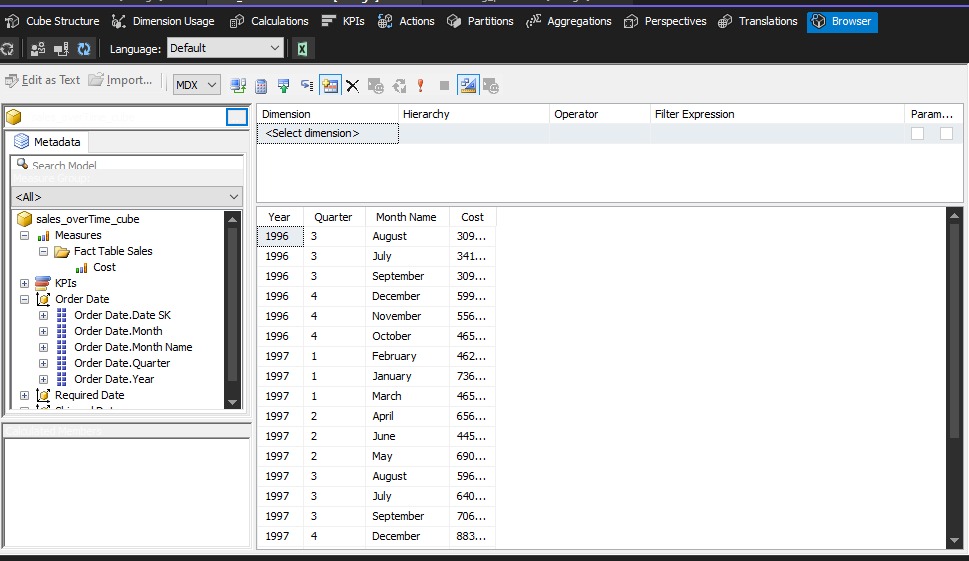 Cube Structure Dimension Usage Calculations KPIs Actions Partitions Aggregations Perspectives Translations Browser
Language: Default
Edit as Text Import... MDX
Metadata
Search Model
Measure Group:
<All>
sales_overTime_cube
Measures
Fact Table Sales
Cost
KPIs
Order Date
Order Date.Date SK
Order Date.Month
Order Date.Month Name
Order Date.Quarter
Order Date.Year
Required Date
Calculated Members
Dimension Hierarchy Operator Filter Expression Param...
<Select dimension>
Year Quarter Month Name Cost
1996 3 August 309...
1996 3 July 341...
1996 3 September 309...
1996 4 December 599...
1996 4 November 556...
1996 4 October 465...
1997 1 February 462...
1997 1 January 736...
1997 1 March 465...
1997 2 April 656...
1997 2 June 445...
1997 2 May 690...
1997 3 August 596...
1997 3 July 640...
1997 3 September 706...
1997 4 December 883...